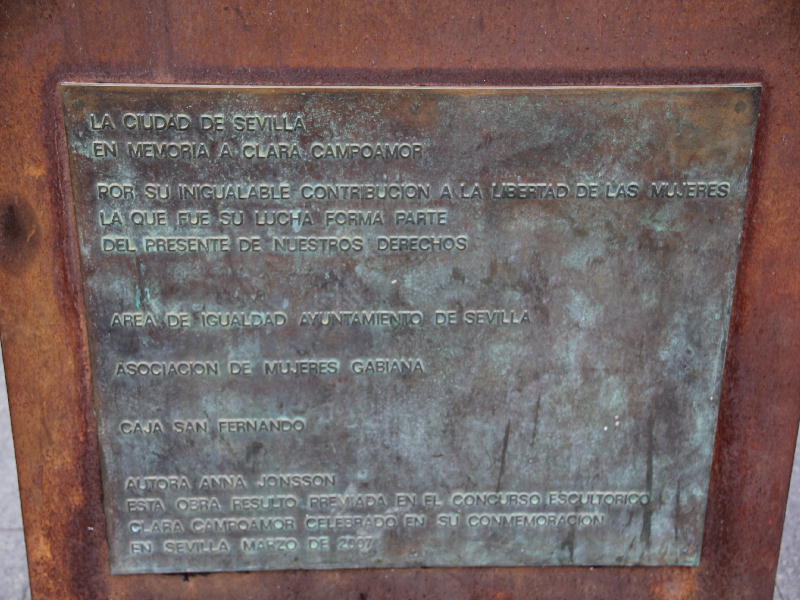 LA CIUDAD DE SEVILLA
EN MEMORIA A CLARA CAMPOAMOR
POR SU INIGUALABLE CONTRIBUCION A LA LIBERTAD DE LAS MUJERES
LA QUE FUE SU LUCHA FORMA PARTE
DEL PRESENTE DE NUESTROS DERECHOS
AREA DE IGUALDAD AYUNTAMIENTO DE SEVILLA
ASOCIACION DE MUJERES GABIANA
CAJA SAN FERNANDO
AUTORA ANNA JONSSON
ESTA OBRA RESULTO PREMIADA EN EL CONCURSO ESCULTORICO
CLARA CAMPOAMOR CELEBRADO EN SU CONMEMORACION
EN SEVILLA MARZO DE 2007